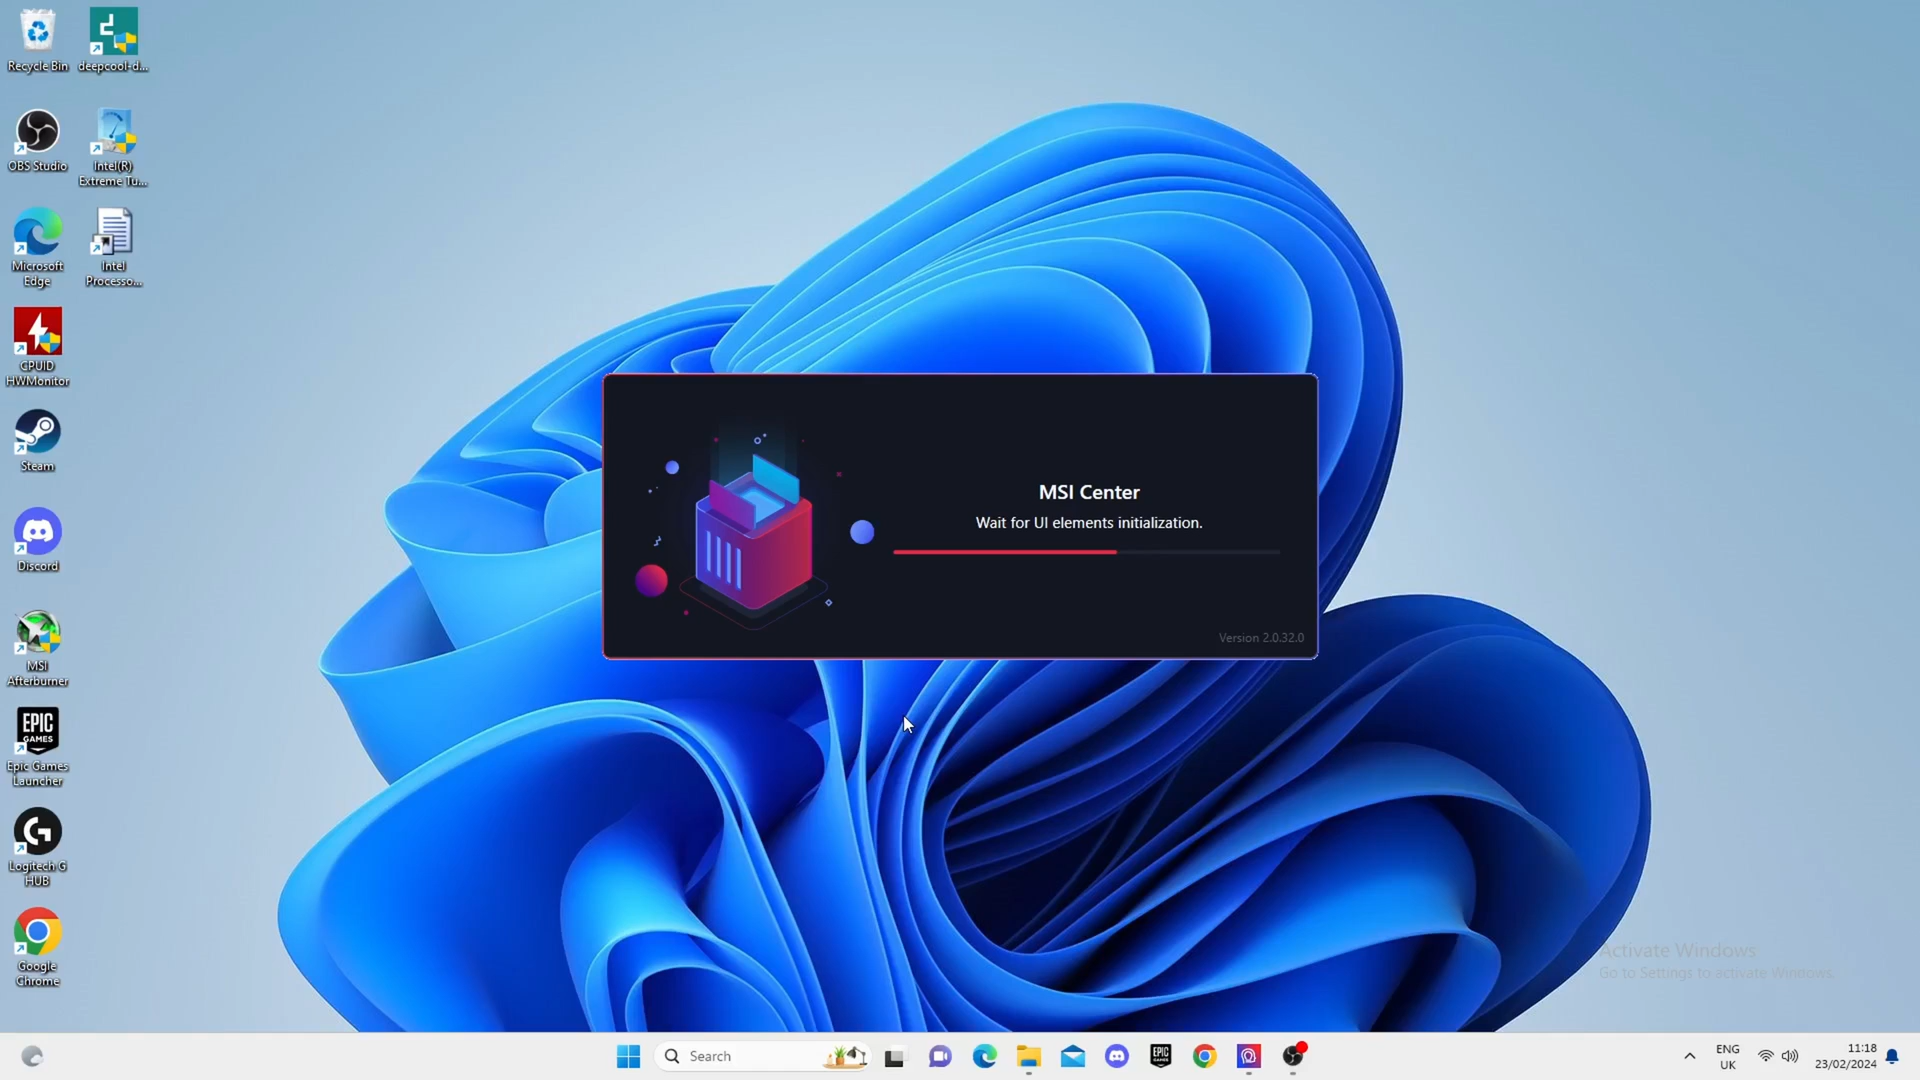 Recycle Bin
deepcool-d...
OBS Studio
Intel(R)
Extreme Tu...
Microsoft
Edge
Intel
Processo...
CPUID
HWMonitor
Steam
Discord
MSI
Afterburner
EPIC
GAMES
Epic Games
Launcher
Logitech G
HUB
Google
Chrome
MSI Center
Wait for UI elements initialization.
Version 2.0.32.0
Activate Windows
Go to Settings to activate Windows.
Search
EPIC
GAMES
ENG
UK
11:18
23/02/2024